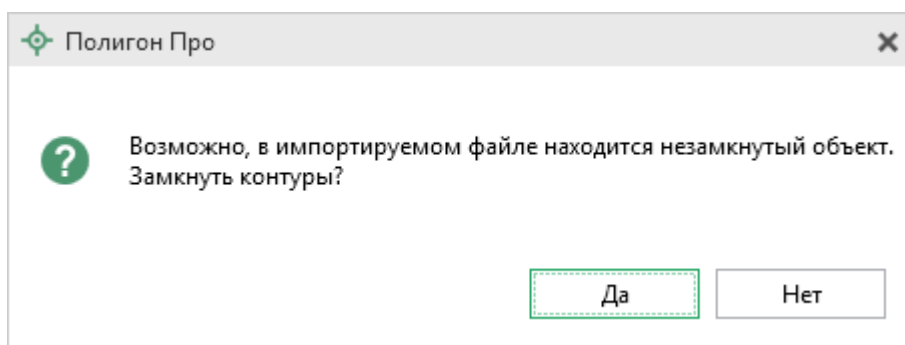 Полигон Про
Возможно, в импортируемом файле находится незамкнутый объект.
Замкнуть контуры?
Да
Нет